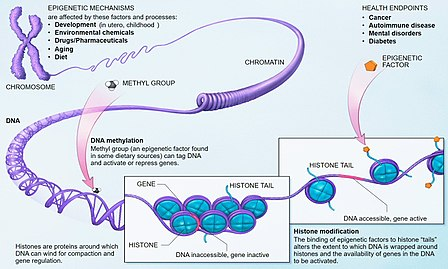 EPIGENETIC MECHANISMS
are affected by these factors and processes:
• Development (in utero, childhood )
• Environmental chemicals
• Drugs/Pharmaceuticals
• Aging
• Diet
HEALTH ENDPOINTS
• Cancer
• Autoimmune disease
• Mental disorders
• Diabetes
EPIGENETIC
FACTOR
CHROMATIN
METHYL GROUP
CHROMOSOME
DNA
DNA methylation
Methyl group (an epigenetic factor found
in some dietary sources) can tag DNA
and activate or repress genes.
HISTONE TAIL
GENE
HISTONE TAIL
DNA accessible, gene active
HISTONE
DNA inaccessible, gene inactive
Histones are proteins around which
DNA can wind for compaction and
gene regulation.
Histone modification
The binding of epigenetic factors to histone "tails"
alters the extent to which DNA is wrapped around
histones and the availability of genes in the DNA
to be activated.